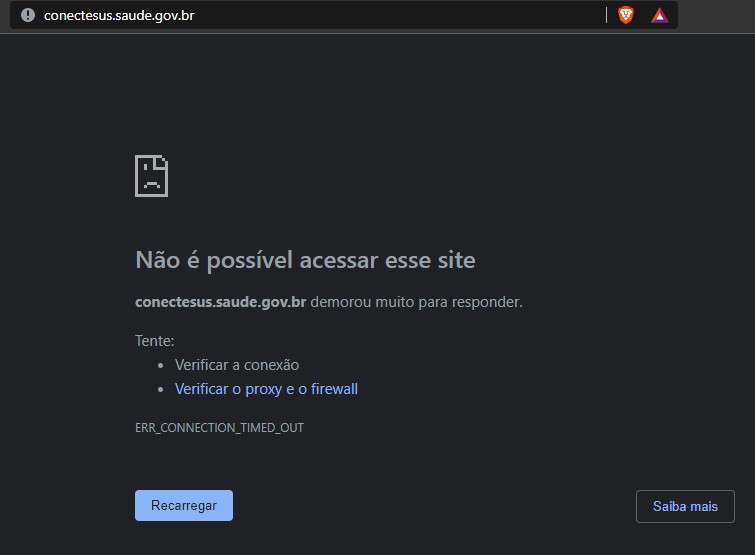 conectesus.saude.gov.br
Não é possível acessar esse site
conectesus.saude.gov.br demorou muito para responder.
Tente:
• Verificar a conexão
• Verificar o proxy e o firewall
ERR_CONNECTION_TIMED_OUT
Recarregar
Saiba mais